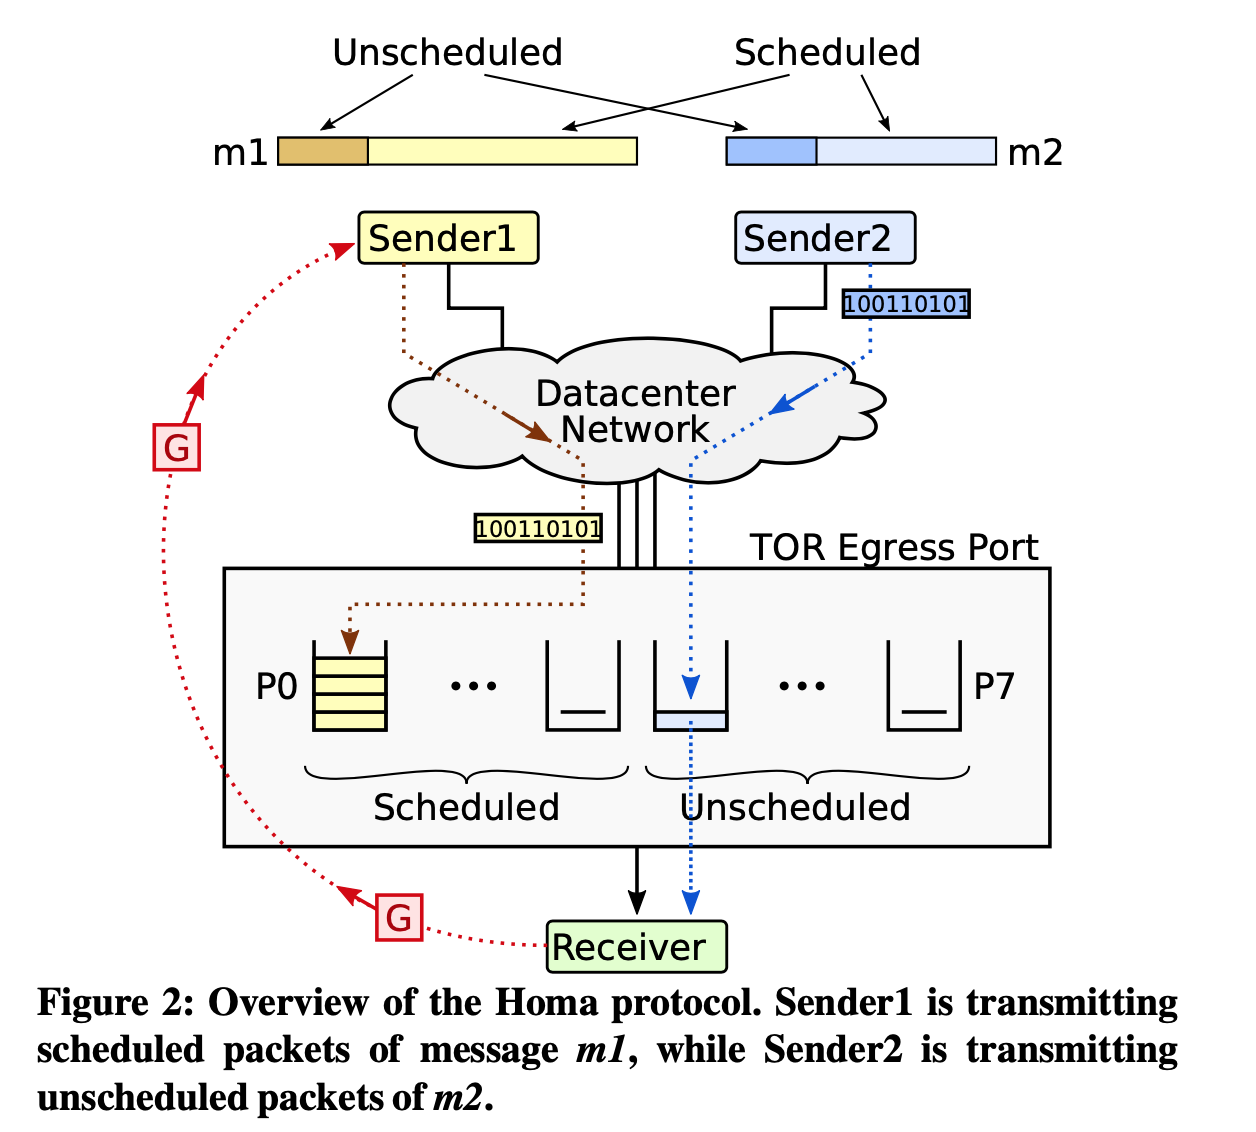 Unscheduled Scheduled
m1 m2
Sender1 Sender2
100110101
Datacenter
Network
G
100110101
TOR Egress Port
P0 ... ... P7
Scheduled Unscheduled
G
Receiver
Figure 2: Overview of the Homa protocol. Sender1 is transmitting
scheduled packets of message m1, while Sender2 is transmitting
unscheduled packets of m2.